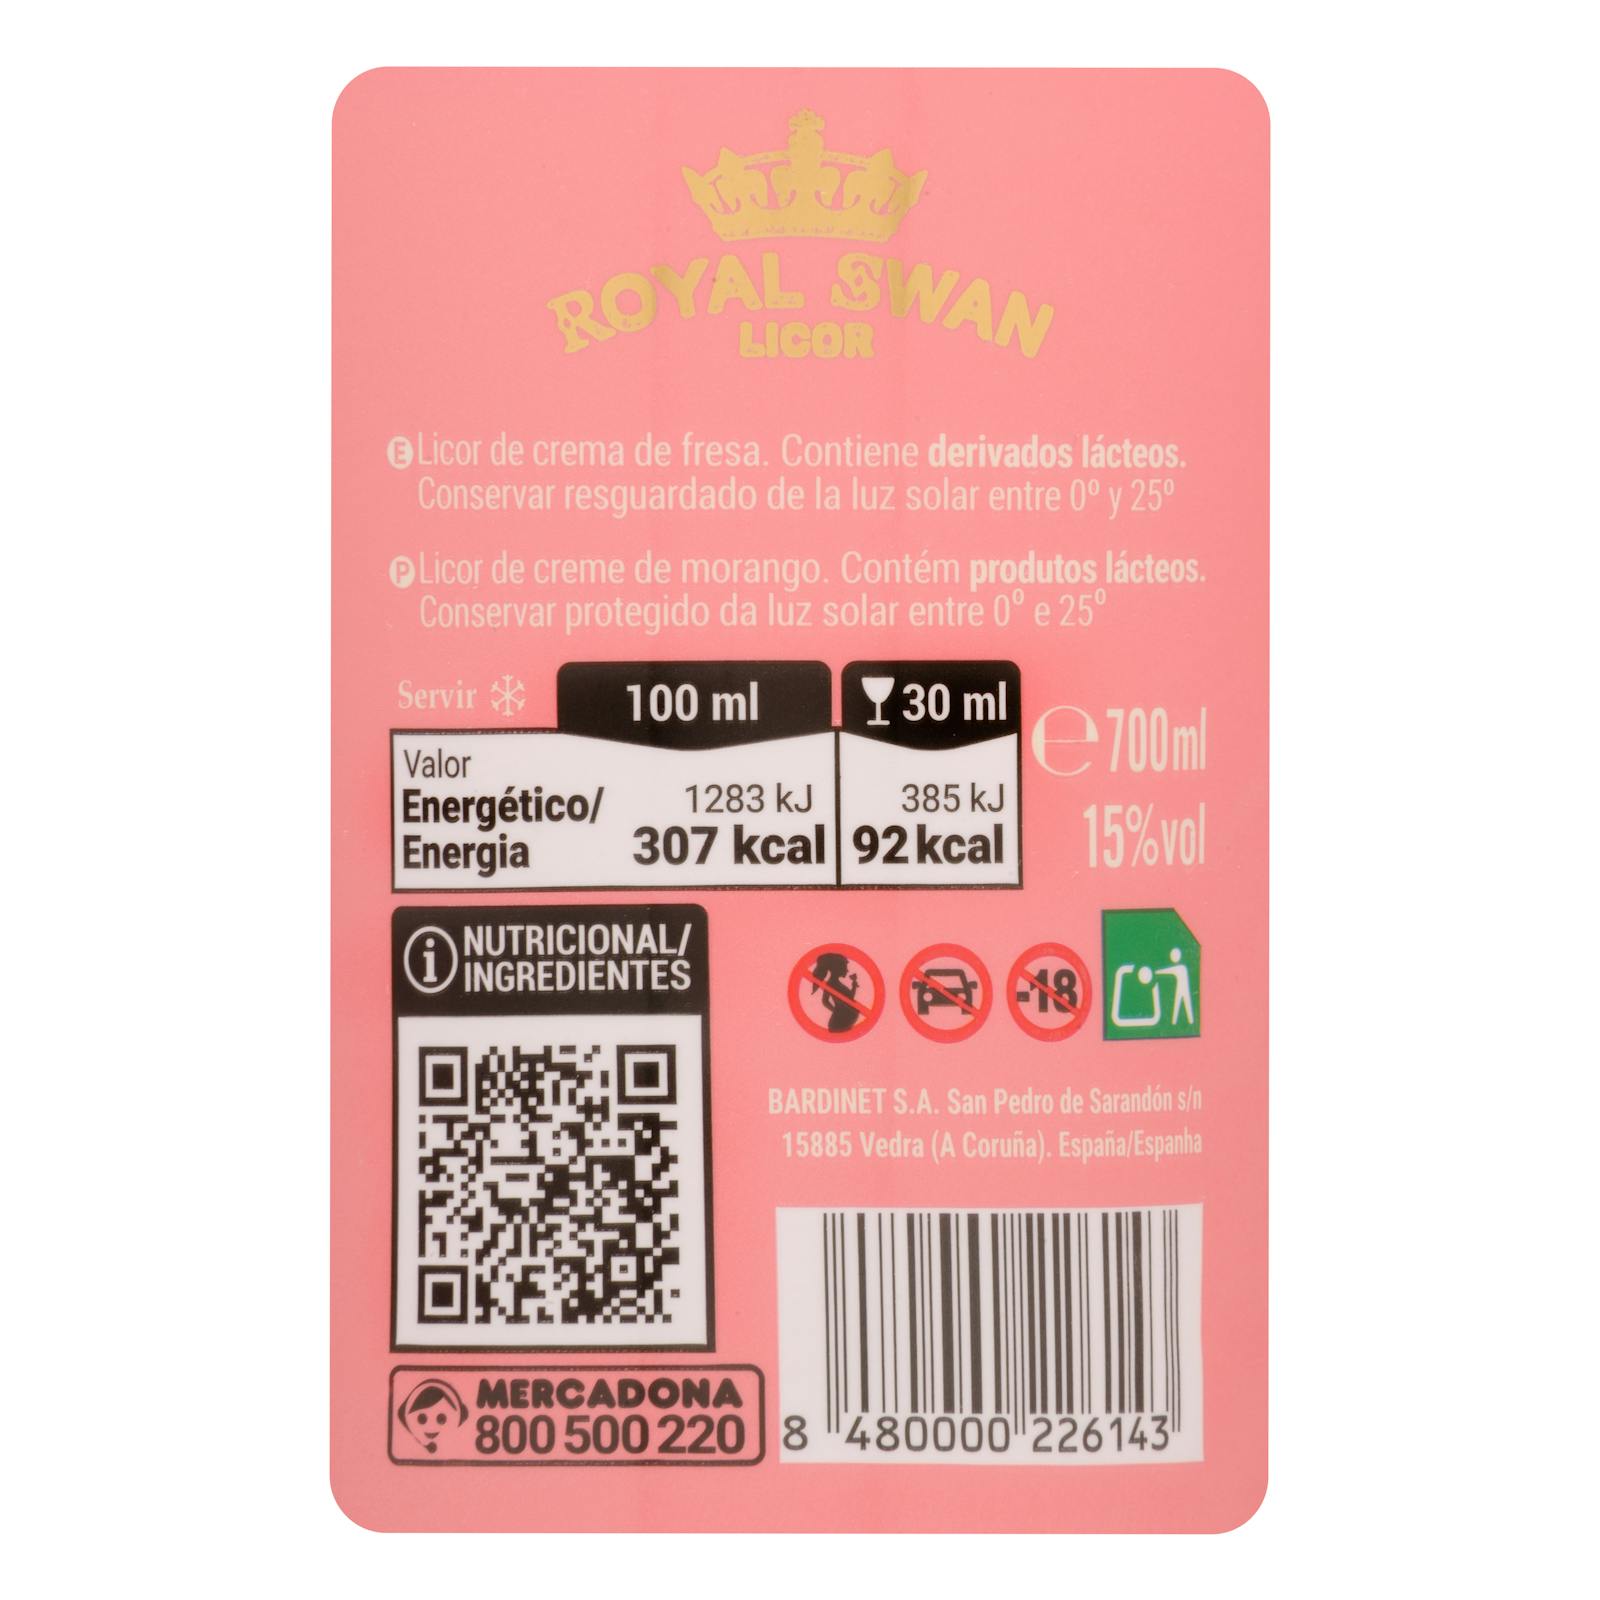 ROYAL SWAN
LICOR
E Licor de crema de fresa. Contiene derivados lácteos.
Conservar resguardado de la luz solar entre 0º y 25º
P Licor de creme de morango. Contém produtos lácteos.
Conservar protegido da luz solar entre 0º e 25º
Servir
100 ml
30 ml
Valor
Energético/
Energia
1283 kJ
307 kcal
385 kJ
92 kcal
e 700 ml
15%vol
i NUTRICIONAL/
INGREDIENTES
-18
BARDINET S.A. San Pedro de Sarandón s/n
15885 Vedra (A Coruña). España/Espanha
MERCADONA
800 500 220
8 480000 226143